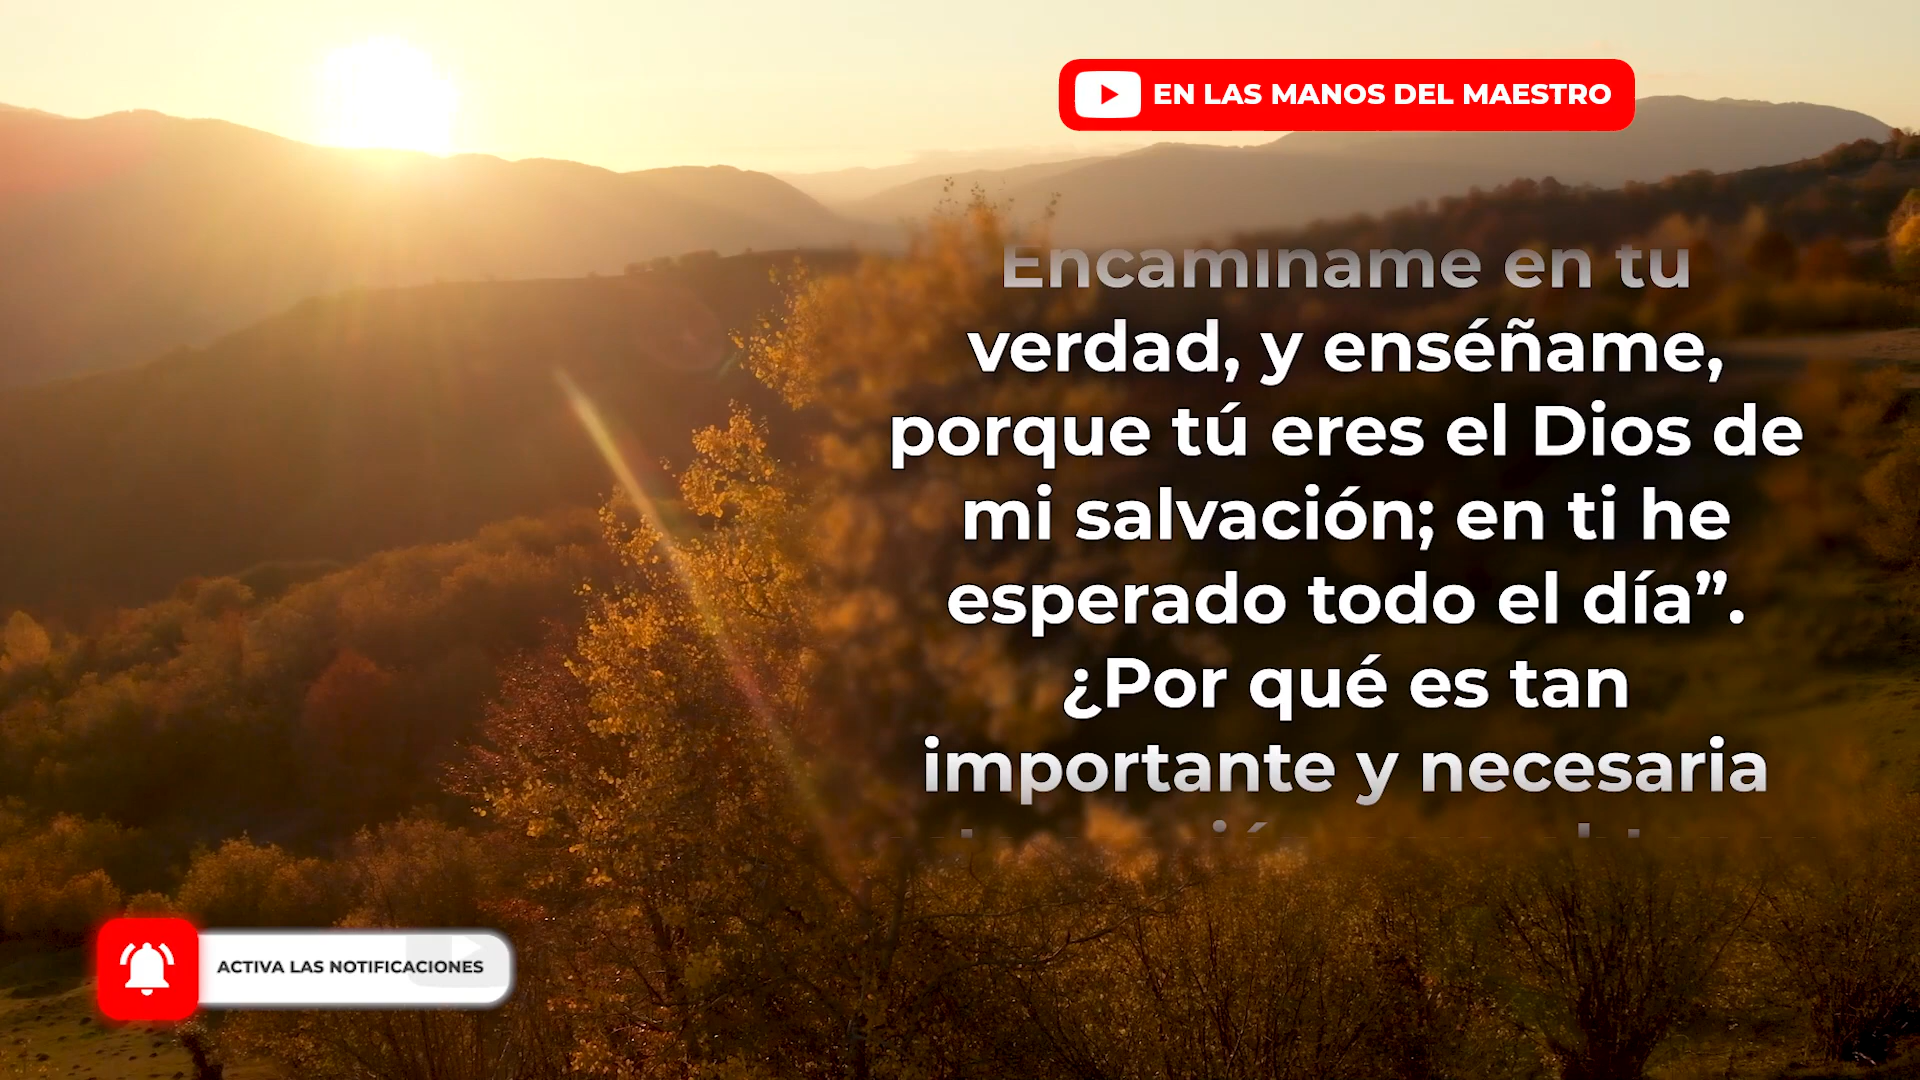 EN LAS MANOS DEL MAESTRO
Encamíname en tu
verdad, y enséñame,
porque tú eres el Dios de
mi salvación; en ti he
esperado todo el día”.
¿Por qué es tan
importante y necesaria
ACTIVA LAS NOTIFICACIONES